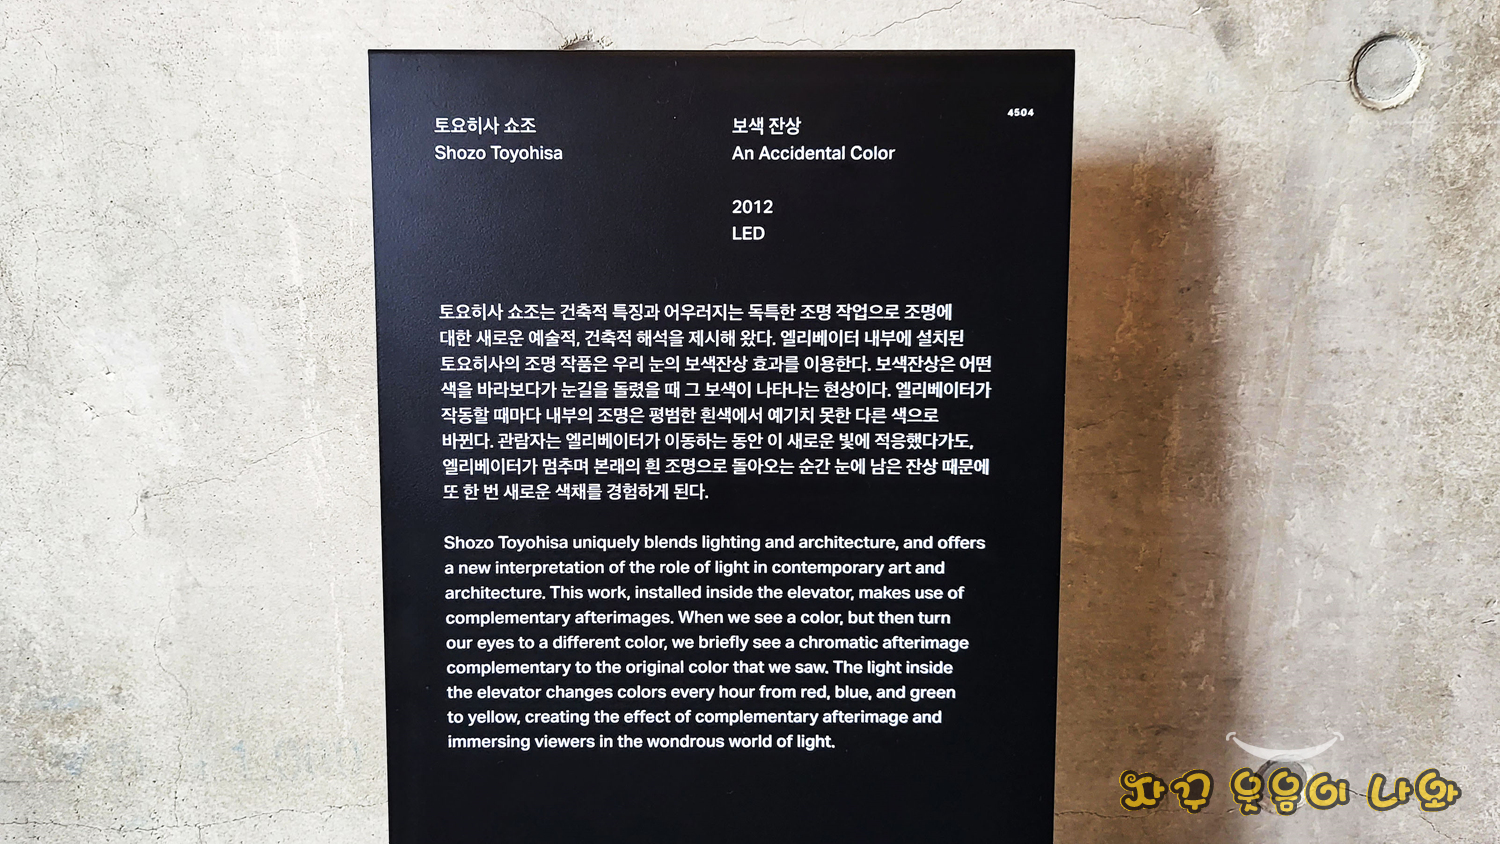 토요히사 쇼조
Shozo Toyohisa
보색 잔상
An Accidental Color
4504
2012
LED
토요히사 쇼조는 건축적 특징과 어우러지는 독특한 조명 작업으로 조명에
대한 새로운 예술적, 건축적 해석을 제시해 왔다. 엘리베이터 내부에 설치된
토요히사의 조명 작품은 우리 눈의 보색잔상 효과를 이용한다. 보색잔상은 어떤
색을 바라보다가 눈길을 돌렸을 때 그 보색이 나타나는 현상이다. 엘리베이터가
작동할 때마다 내부의 조명은 평범한 흰색에서 예기치 못한 다른 색으로
바뀐다. 관람자는 엘리베이터가 이동하는 동안 이 새로운 빛에 적응했다가도,
엘리베이터가 멈추며 본래의 흰 조명으로 돌아오는 순간 눈에 남은 잔상 때문에
또 한 번 새로운 색채를 경험하게 된다.
Shozo Toyohisa uniquely blends lighting and architecture, and offers
a new interpretation of the role of light in contemporary art and
architecture. This work, installed inside the elevator, makes use of
complementary afterimages. When we see a color, but then turn
our eyes to a different color, we briefly see a chromatic afterimage
complementary to the original color that we saw. The light inside
the elevator changes colors every hour from red, blue, and green
to yellow, creating the effect of complementary afterimage and
immersing viewers in the wondrous world of light.
자꾸 웃음이 나와